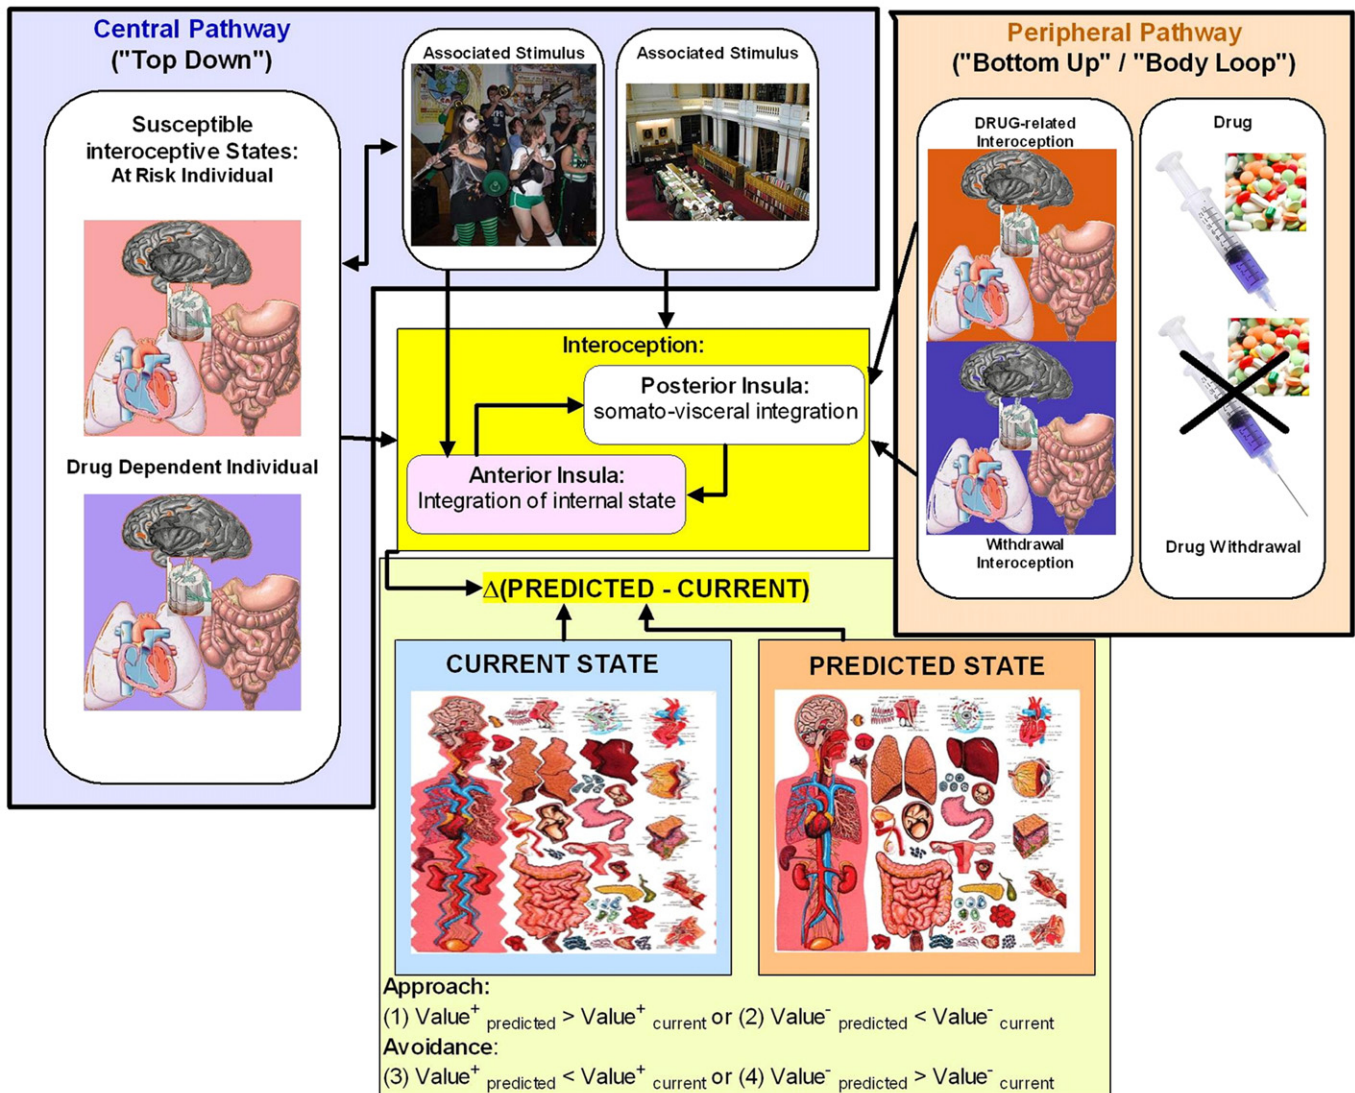 Central Pathway
("Top Down")
Susceptible
interoceptive States:
At Risk Individual
Drug Dependent Individual
Associated Stimulus
Associated Stimulus
Peripheral Pathway
("Bottom Up" / "Body Loop")
DRUG-related
Interoception
Withdrawal
Interoception
Drug
Drug Withdrawal
Interoception:
Posterior Insula:
somato-visceral integration
Anterior Insula:
Integration of internal state
Δ(PREDICTED - CURRENT)
CURRENT STATE
PREDICTED STATE
Approach:
(1) Value+ predicted > Value+ current or (2) Value- predicted < Value- current
Avoidance:
(3) Value+ predicted < Value+ current or (4) Value- predicted > Value- current